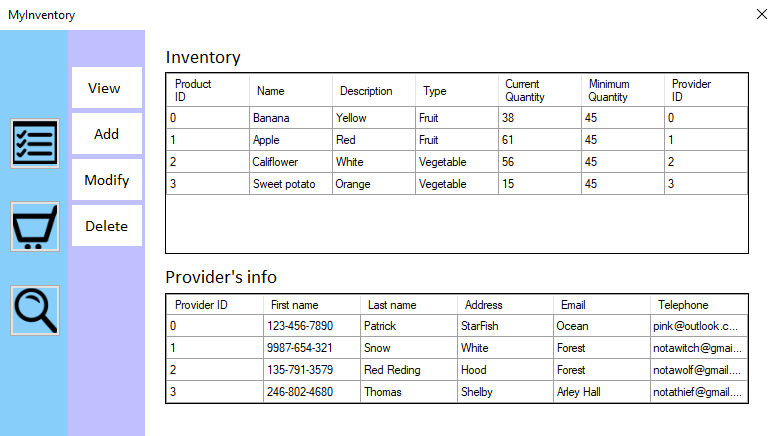 MyInventory
View
Add
Modify
Delete
Inventory
Product ID Name Description Type Current Quantity Minimum Quantity Provider ID
0 Banana Yellow Fruit 38 45 0
1 Apple Red Fruit 61 45 1
2 Califlower White Vegetable 56 45 2
3 Sweet potato Orange Vegetable 15 45 3
Provider's info
Provider ID First name Last name Address Email Telephone
0 123-456-7890 Patrick StarFish Ocean pink@outlook.c...
1 9987-654-321 Snow White Forest notawitch@gmai...
2 135-791-3579 Red Reding Hood Forest notawolf@gmail....
3 246-802-4680 Thomas Shelby Arley Hall notathief@gmail....